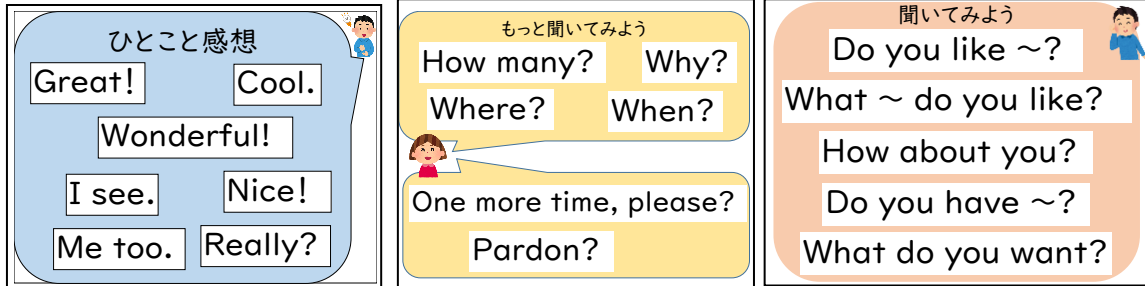 ひとこと感想
Great!
Cool.
Wonderful!
I see.
Nice!
Me too.
Really?
もっと聞いてみよう
How many?
Why?
Where?
When?
One more time, please?
Pardon?
聞いてみよう
Do you like ～?
What ～ do you like?
How about you?
Do you have ～?
What do you want?